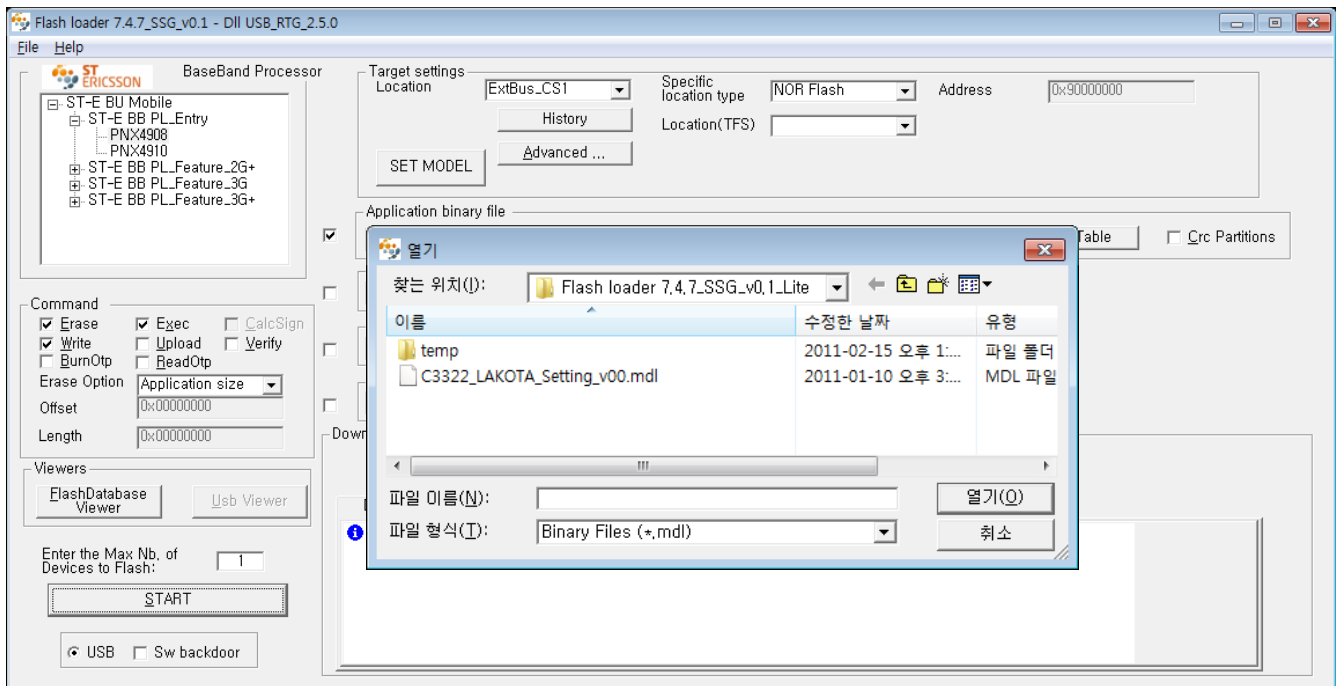 Flash loader 7.4.7_SSG_v0.1 - Dll USB_RTG_2.5.0
File Help
ST ERICSSON
BaseBand Processor
ST-E BU Mobile
ST-E BB PL_Entry
PNX4908
PNX4910
ST-E BB PL_Feature_2G+
ST-E BB PL_Feature_3G
ST-E BB PL_Feature_3G+
Target settings
Location ExtBus_CS1
Specific location type NOR Flash
Address 0x90000000
History
Location(TFS)
SET MODEL
Advanced ...
Application binary file
Table
Crc Partitions
열기
찾는 위치(I): Flash loader 7.4.7_SSG_v0.1_Lite
이름 수정한 날짜 유형
temp 2011-02-15 오후 1:... 파일 폴더
C3322_LAKOTA_Setting_v00.mdl 2011-01-10 오후 3:... MDL 파일
파일 이름(N): 열기(O)
파일 형식(T): Binary Files (*.mdl) 취소
Command
Erase Exec CalcSign
Write Upload Verify
BurnOtp ReadOtp
Erase Option Application size
Offset 0x00000000
Length 0x00000000
Down
Viewers
FlashDatabase Viewer
Usb Viewer
Enter the Max Nb. of
Devices to Flash: 1
START
USB Sw backdoor